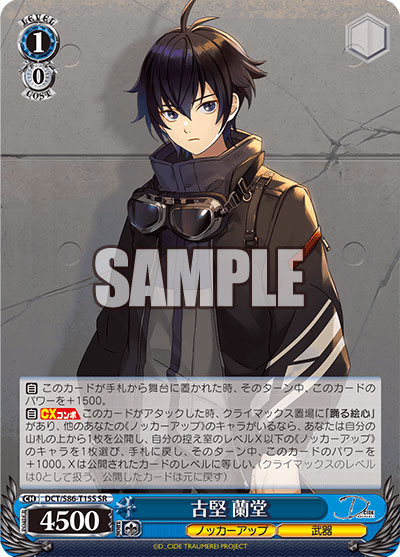 LEVEL
1
0
COST
SAMPLE
自 このカードが手札から舞台に置かれた時、そのターン中、このカードの
パワーを+1500。
自 CXコンボ このカードがアタックした時、クライマックス置場に「踊る絵心」
があり、他のあなたの《ノッカーアップ》のキャラがいるなら、あなたは自分の
山札の上から1枚を公開し、自分の控え室のレベルX以下の《ノッカーアップ》
のキャラを1枚選び、手札に戻し、そのターン中、このカードのパワーを
+1000。Xは公開されたカードのレベルに等しい。(クライマックスのレベル
は0として扱う。公開したカードは元に戻す)
CH DCT/S86-T15S SR
古堅 蘭堂
4500
ノッカーアップ 武器
©D_CIDE TRAUMEREI PROJECT